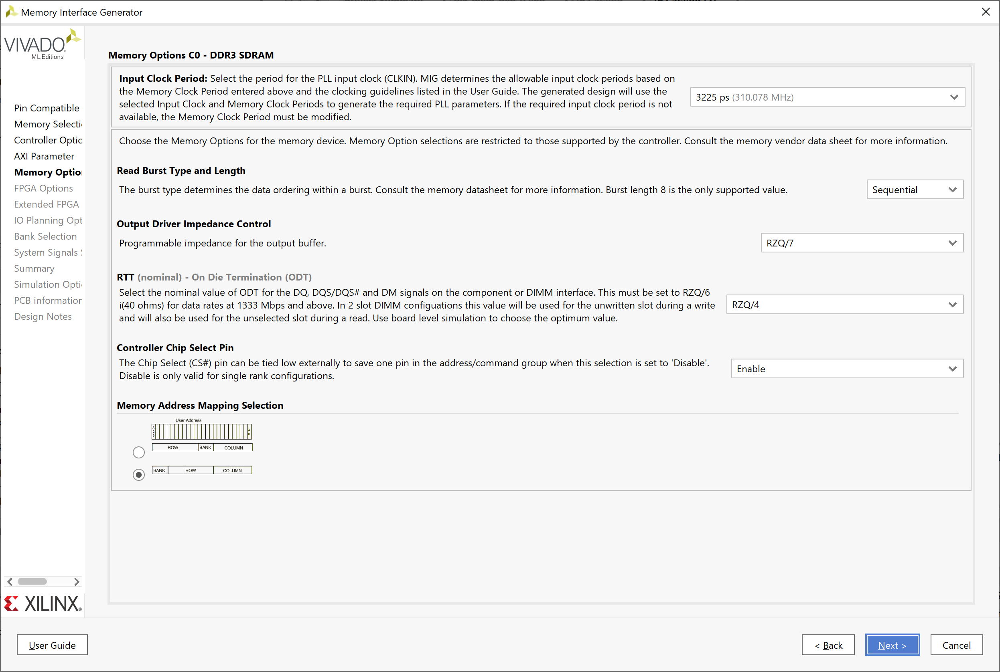 Memory Interface Generator
VIVADO.
ML Editions
Pin Compatible
Memory Selecti
Controller Optic
AXI Parameter
Memory Optio
FPGA Options
Extended FPGA
IO Planning Opt
Bank Selection
System Signals
Summary
Simulation Opti
PCB information
Design Notes
XILINX®
Memory Options C0 - DDR3 SDRAM
Input Clock Period: Select the period for the PLL input clock (CLKIN). MIG determines the allowable input clock periods based on
the Memory Clock Period entered above and the clocking guidelines listed in the User Guide. The generated design will use the
selected Input Clock and Memory Clock Periods to generate the required PLL parameters. If the required input clock period is not
available, the Memory Clock Period must be modified.
3225 ps (310.078 MHz)
Choose the Memory Options for the memory device. Memory Option selections are restricted to those supported by the controller. Consult the memory vendor data sheet for more information.
Read Burst Type and Length
The burst type determines the data ordering within a burst. Consult the memory datasheet for more information. Burst length 8 is the only supported value.
Sequential
Output Driver Impedance Control
Programmable impedance for the output buffer.
RZQ/7
RTT (nominal) - On Die Termination (ODT)
Select the nominal value of ODT for the DQ, DQS/DQS# and DM signals on the component or DIMM interface. This must be set to RZQ/6
i(40 ohms) for data rates at 1333 Mbps and above. In 2 slot DIMM configuations this value will be used for the unwritten slot during a write
and will also be used for the unselected slot during a read. Use board level simulation to choose the optimum value.
RZQ/4
Controller Chip Select Pin
The Chip Select (CS#) pin can be tied low externally to save one pin in the address/command group when this selection is set to 'Disable'.
Disable is only valid for single rank configurations.
Enable
Memory Address Mapping Selection
User Address
A29 A0
ROW BANK COLUMN
BANK ROW COLUMN
User Guide
< Back
Next >
Cancel